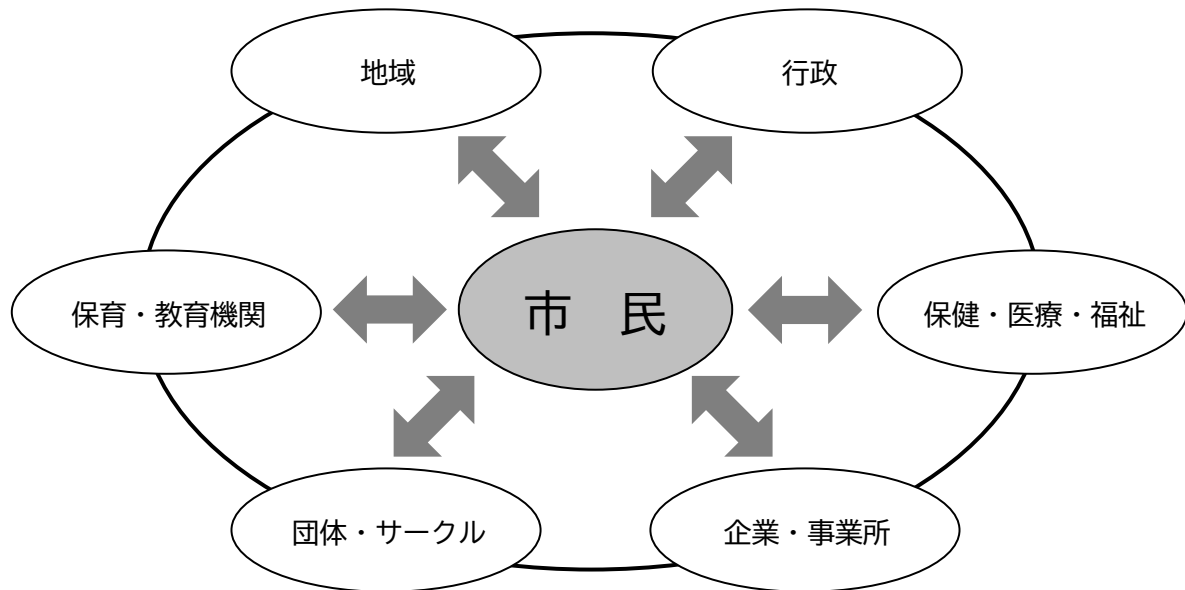 地域
行政
保育・教育機関
市　民
保健・医療・福祉
団体・サークル
企業・事業所